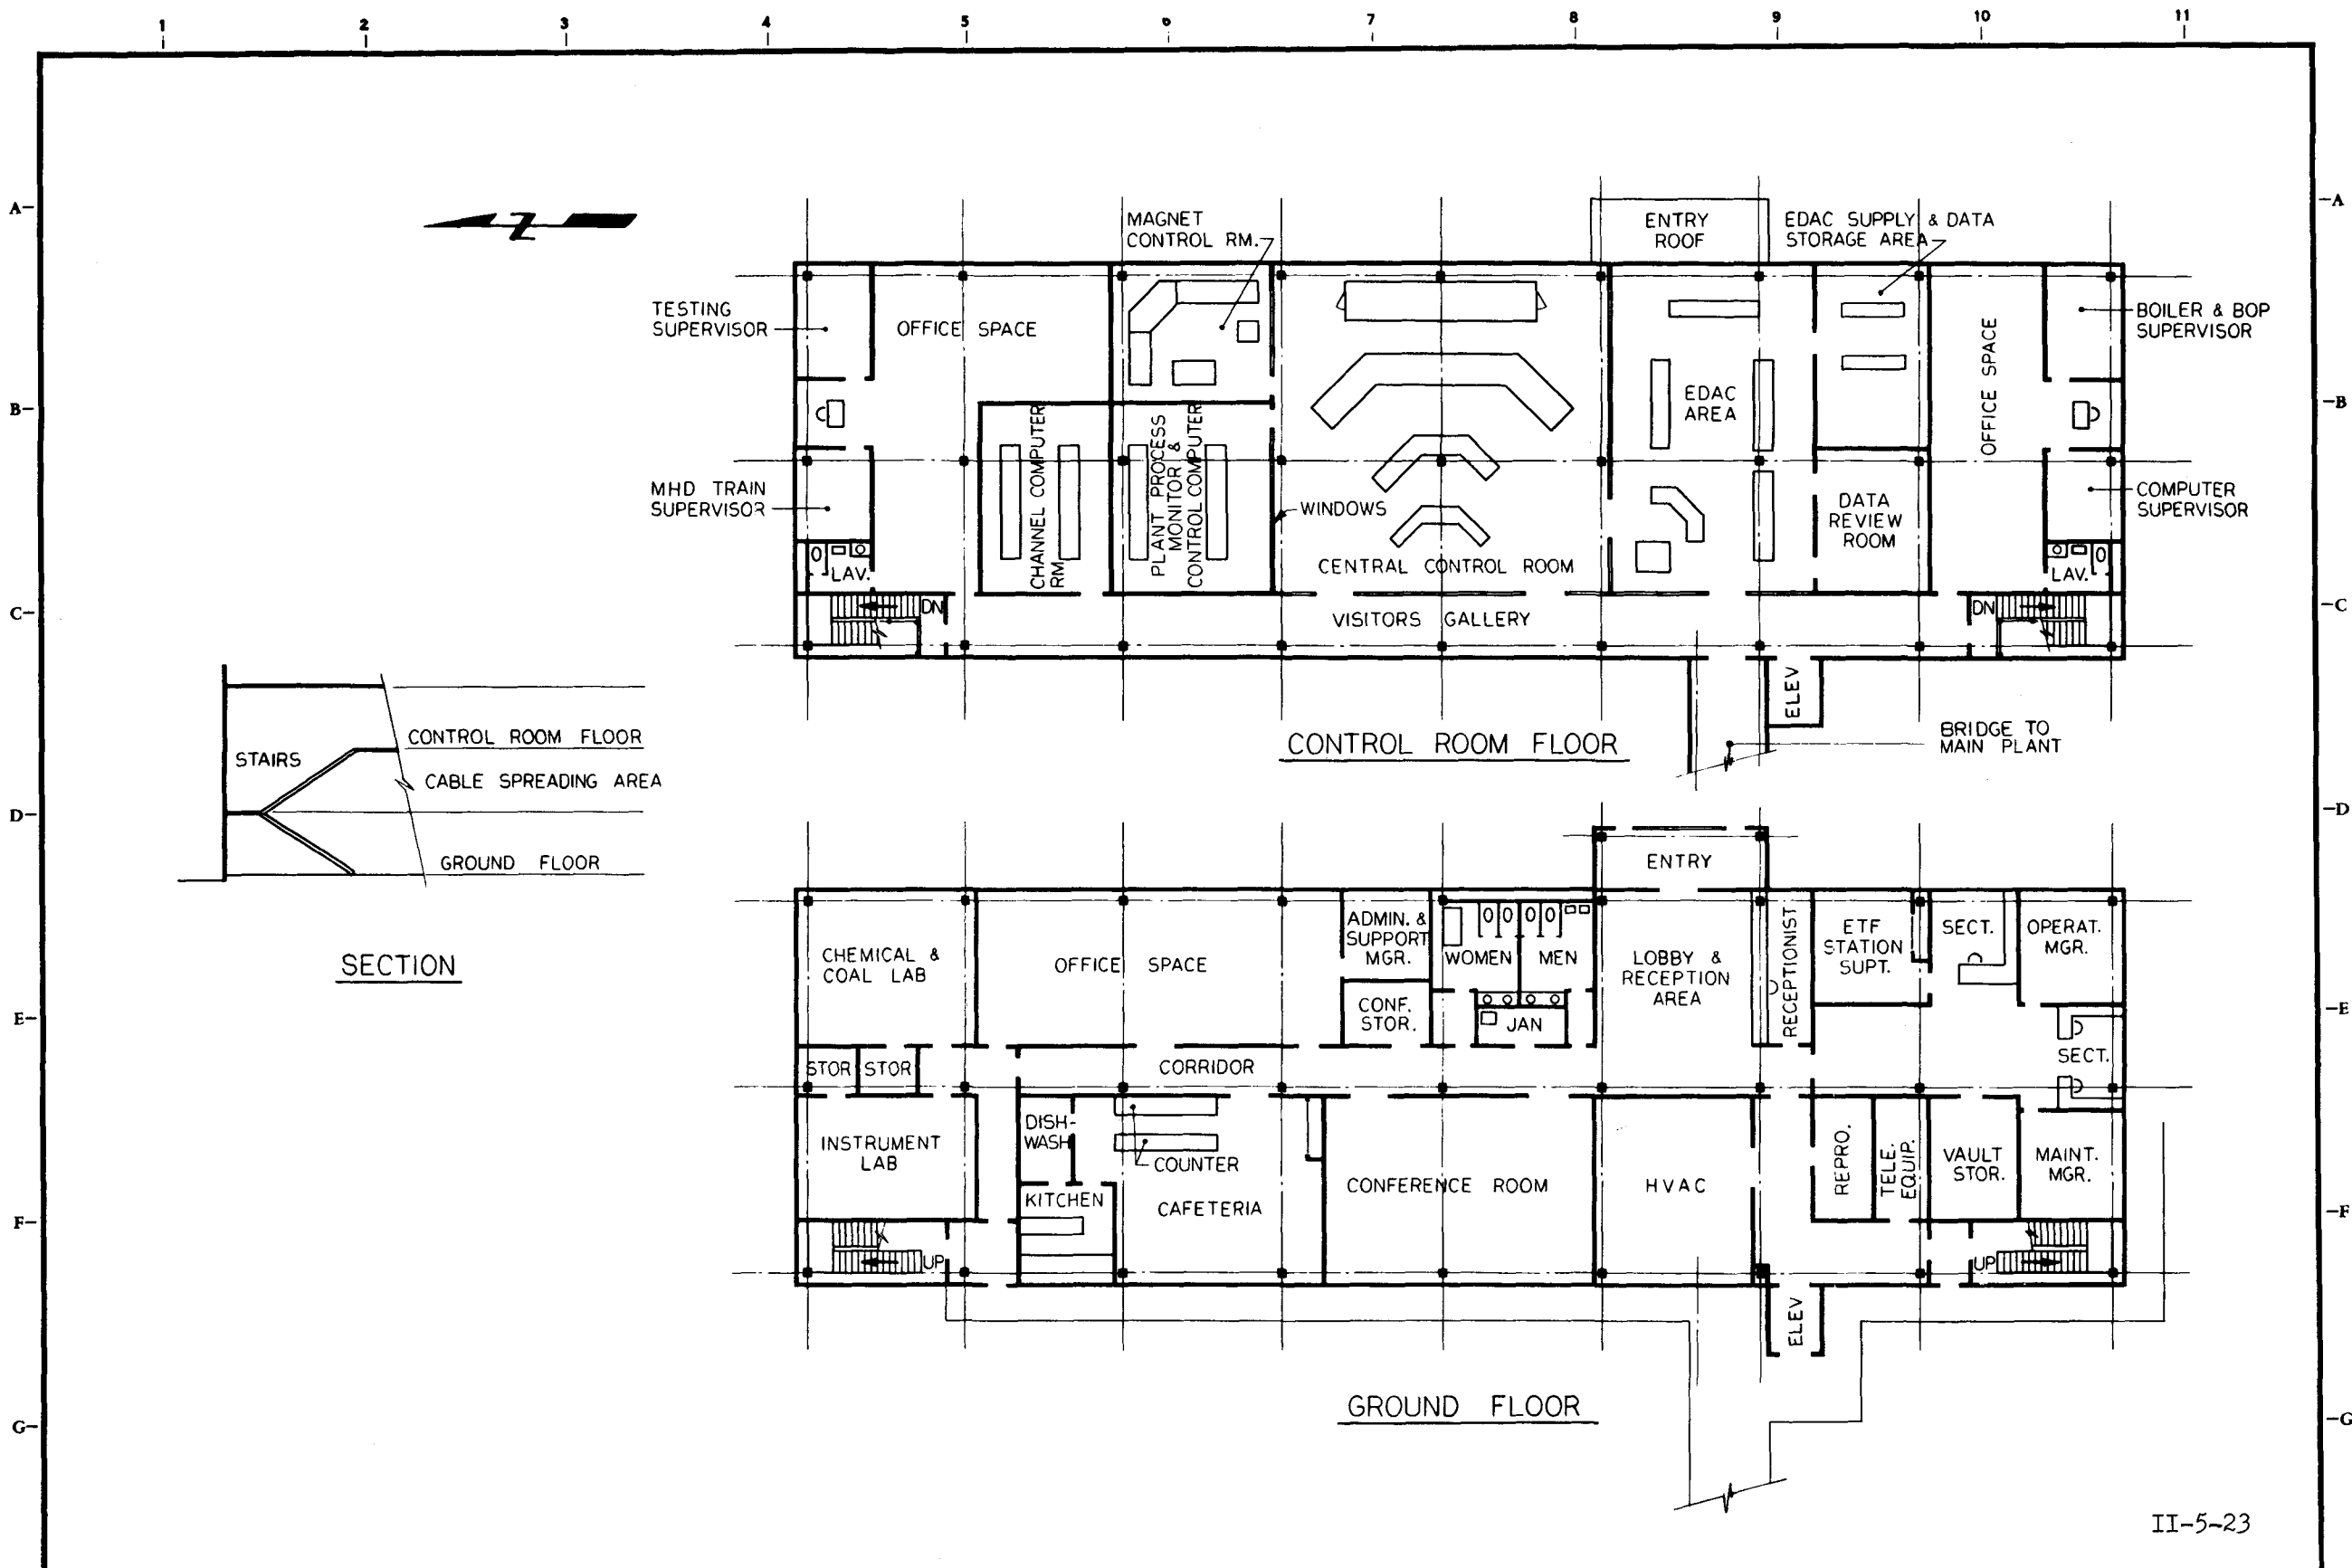 1 2 3 4 5 6 7 8 9 10 11
A
A
B
B
C
C
D
D
E
E
F
F
G
G
Z
MAGNET
CONTROL RM.
ENTRY
ROOF
EDAC SUPPLY & DATA
STORAGE AREA
TESTING
SUPERVISOR
OFFICE SPACE
BOILER & BOP
SUPERVISOR
OFFICE SPACE
EDAC
AREA
CHANNEL COMPUTER
RM.
PLANT PROCESS
MONITOR &
CONTROL COMPUTER
MHD TRAIN
SUPERVISOR
WINDOWS
DATA
REVIEW
ROOM
COMPUTER
SUPERVISOR
LAV.
CENTRAL CONTROL ROOM
LAV.
DN
VISITORS GALLERY
DN
ELEV
CONTROL ROOM FLOOR
BRIDGE TO
MAIN PLANT
STAIRS
CONTROL ROOM FLOOR
CABLE SPREADING AREA
GROUND FLOOR
SECTION
ENTRY
CHEMICAL &
COAL LAB
OFFICE SPACE
ADMIN. &
SUPPORT
MGR.
WOMEN
MEN
LOBBY &
RECEPTION
AREA
RECEPTIONIST
ETF
STATION
SUPT.
SECT.
OPERAT.
MGR.
CONF.
STOR.
JAN
STOR
STOR
CORRIDOR
SECT.
DISH-
WASH
COUNTER
INSTRUMENT
LAB
KITCHEN
CAFETERIA
CONFERENCE ROOM
HVAC
REPRO.
TELE.
EQUIP.
VAULT
STOR.
MAINT.
MGR.
UP
UP
ELEV
GROUND FLOOR
II-5-23